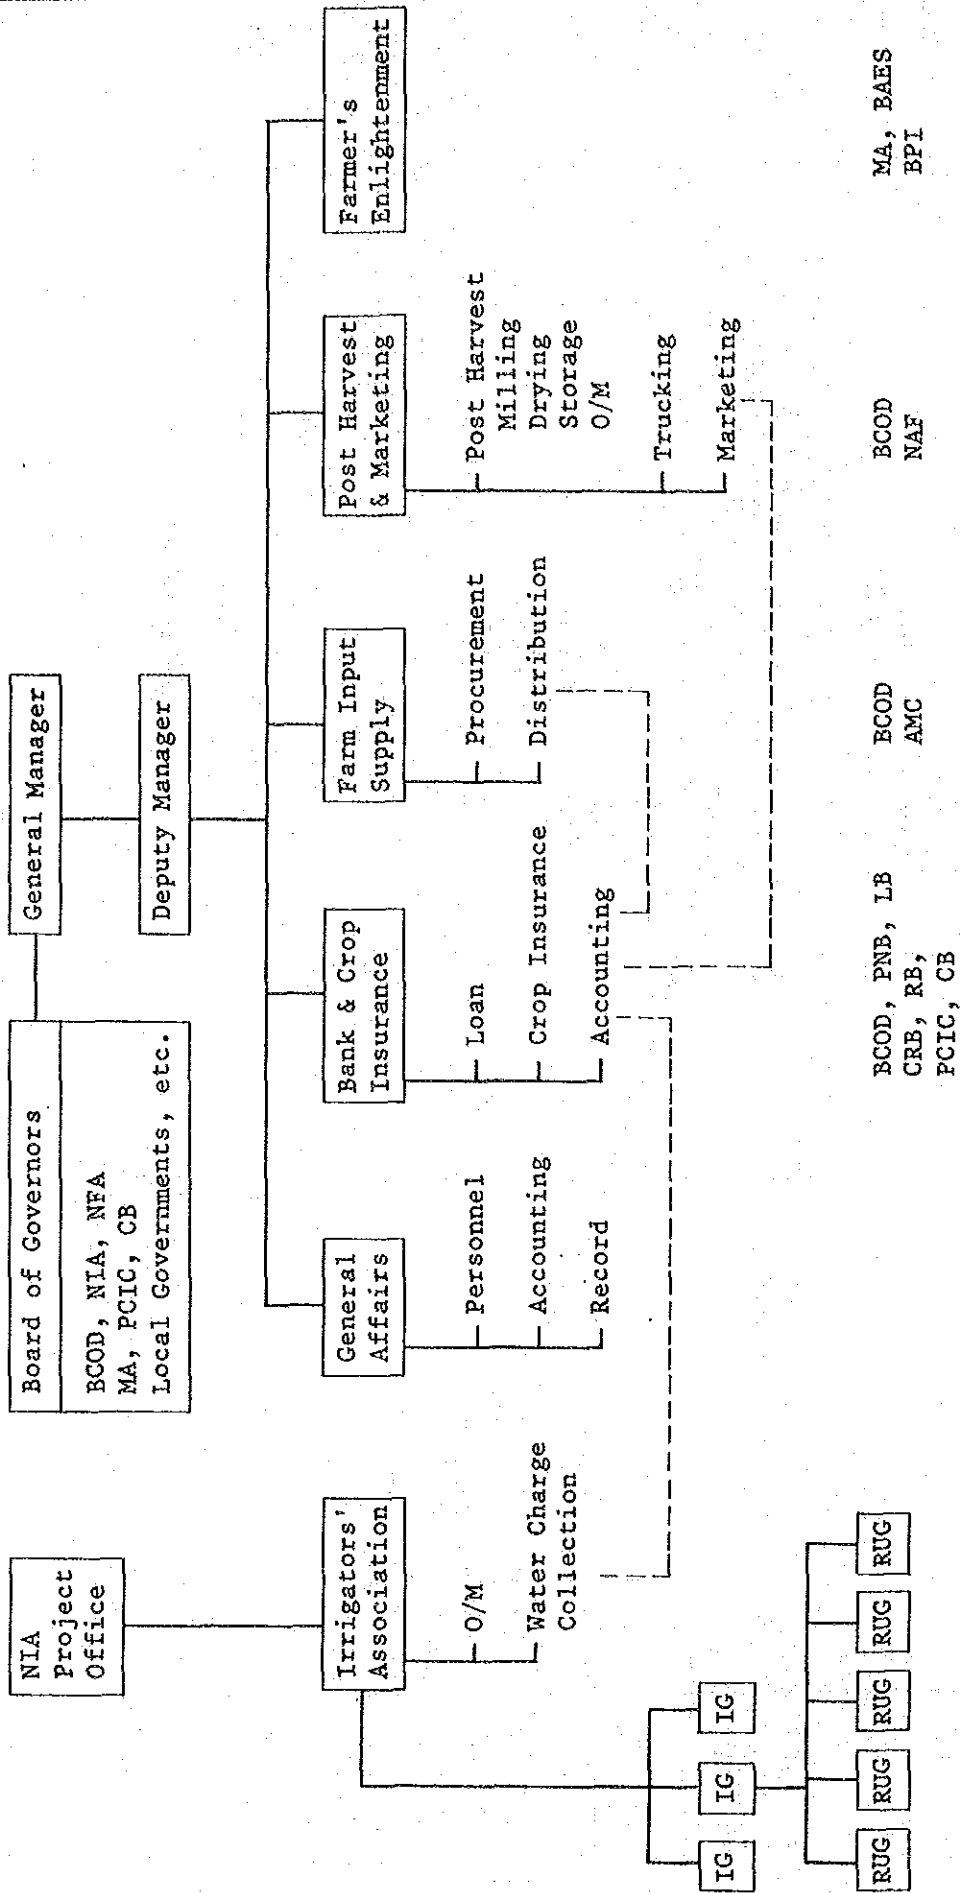 NIA
Project
Office
Board of Governors
BCOD, NIA, NFA
MA, PCIC, CB
Local Governments, etc.
General Manager
Deputy Manager
Irrigators'
Association
O/M
Water Charge
Collection
IG
IG
IG
RUG
RUG
RUG
RUG
RUG
General
Affairs
Personnel
Accounting
Record
Bank & Crop
Insurance
Loan
Crop Insurance
Accounting
BCOD, PNB, LB
CRB, RB,
PCIC, CB
Farm Input
Supply
Procurement
Distribution
BCOD
AMC
Post Harvest
& Marketing
Post Harvest
Milling
Drying
Storage
O/M
Trucking
Marketing
BCOD
NAF
Farmer's
Enlightenment
MA, BAES
BPI